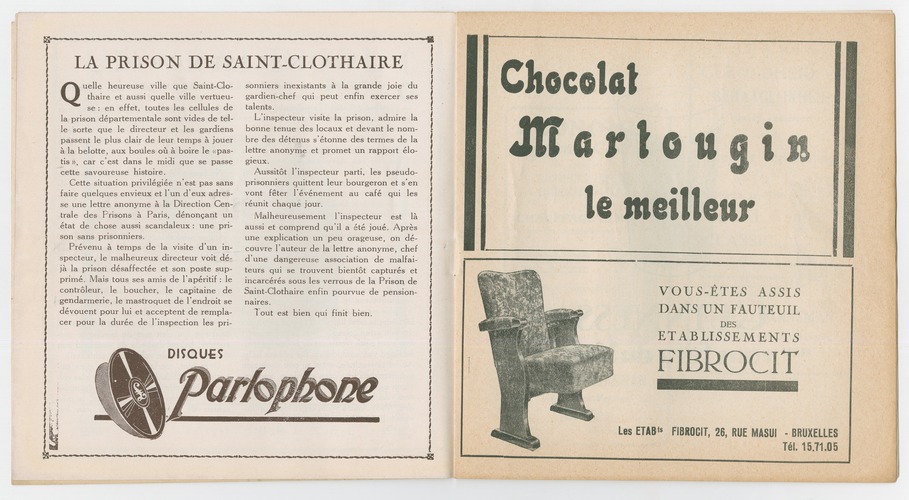 LA PRISON DE SAINT-CLOTHAIRE
Quelle heureuse ville que Saint-Clo-
thaire et aussi quelle ville vertueu-
se : en effet, toutes les cellules de
la prison départementale sont vides de tel-
le sorte que le directeur et les gardiens
passent le plus clair de leur temps à jouer
à la belotte, aux boules où à boire le «pas-
tis», car c'est dans le midi que se passe
cette savoureuse histoire.
Cette situation privilégiée n'est pas sans
faire quelques envieux et l'un d'eux adres-
se une lettre anonyme à la Direction Cen-
trale des Prisons à Paris, dénonçant un
état de chose aussi scandaleux : une pri-
son sans prisonniers.
Prévenu à temps de la visite d'un ins-
pecteur, le malheureux directeur voit dé-
jà la prison désaffectée et son poste sup-
primé. Mais tous ses amis de l'apéritif : le
contrôleur, le boucher, le capitaine de
gendarmerie, le mastroquet de l'endroit se
dévouent pour lui et acceptent de rempla-
cer pour la durée de l'inspection les pri-
sonniers inexistants à la grande joie du
gardien-chef qui peut enfin exercer ses
talents.
L'inspecteur visite la prison, admire la
bonne tenue des locaux et devant le nom-
bre des détenus s'étonne des termes de la
lettre anonyme et promet un rapport élo-
gieux.
Aussitôt l'inspecteur parti, les pseudo-
prisonniers quittent leur bourgeron et s'en
vont fêter l'événement au café qui les
réunit chaque jour.
Malheureusement l'inspecteur est là
aussi et comprend qu'il a été joué. Après
une explication un peu orageuse, on dé-
couvre l'auteur de la lettre anonyme, chef
d'une dangereuse association de malfai-
teurs qui se trouvent bientôt capturés et
incarcérés sous les verrous de la Prison de
Saint-Clothaire enfin pourvue de pension-
naires.
Tout est bien qui finit bien.
DISQUES
Parlophone
Chocolat
Martougin
le meilleur
VOUS-ÊTES ASSIS
DANS UN FAUTEUIL
DES
ETABLISSEMENTS
FIBROCIT
Les ETABts FIBROCIT, 26, RUE MASUI - BRUXELLES
Tél. 15.71.05